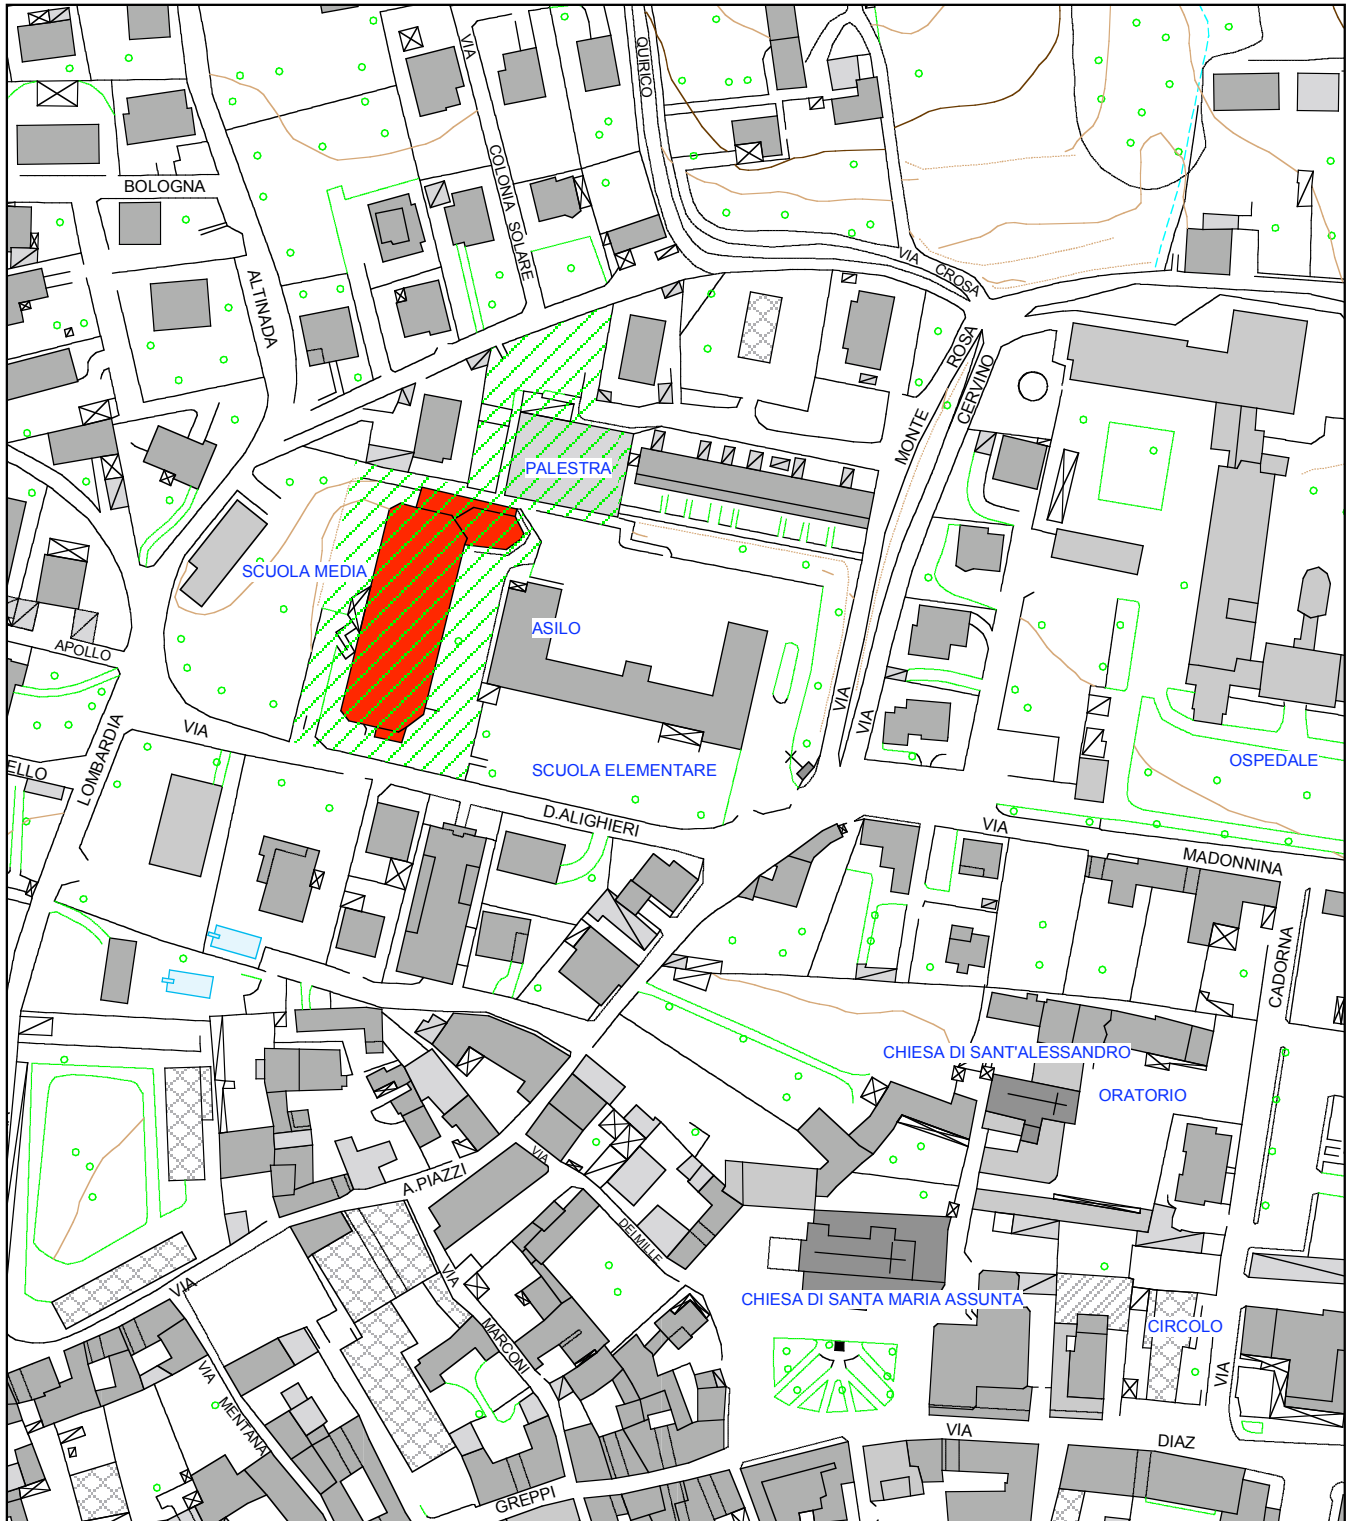 VIA
QUIRICO
COLONIA SOLARE
BOLOGNA
ALTINADA
VIA CROSA
MONTE ROSA
CERVINO
PALESTRA
SCUOLA MEDIA
ASILO
APOLLO
VIA
VIA
VIA
LOMBARDIA
ELLO
SCUOLA ELEMENTARE
OSPEDALE
D.ALIGHIERI
VIA
MADONNINA
CADORNA
CHIESA DI SANT'ALESSANDRO
ORATORIO
VIA
A.PIAZZI
DEI MILLE
VIA
VIA
CHIESA DI SANTA MARIA ASSUNTA
CIRCOLO
MARCONI
VIA
VIA
MENTANA
VIA
DIAZ
GREPPI